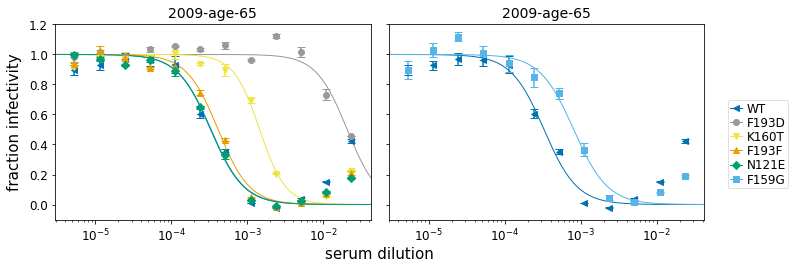 2009-age-65 2009-age-65
fraction infectivity
1.2
1.0
0.8
0.6
0.4
0.2
0.0
10⁻⁵ 10⁻⁴ 10⁻³ 10⁻² 10⁻⁵ 10⁻⁴ 10⁻³ 10⁻²
serum dilution
WT
F193D
K160T
F193F
N121E
F159G